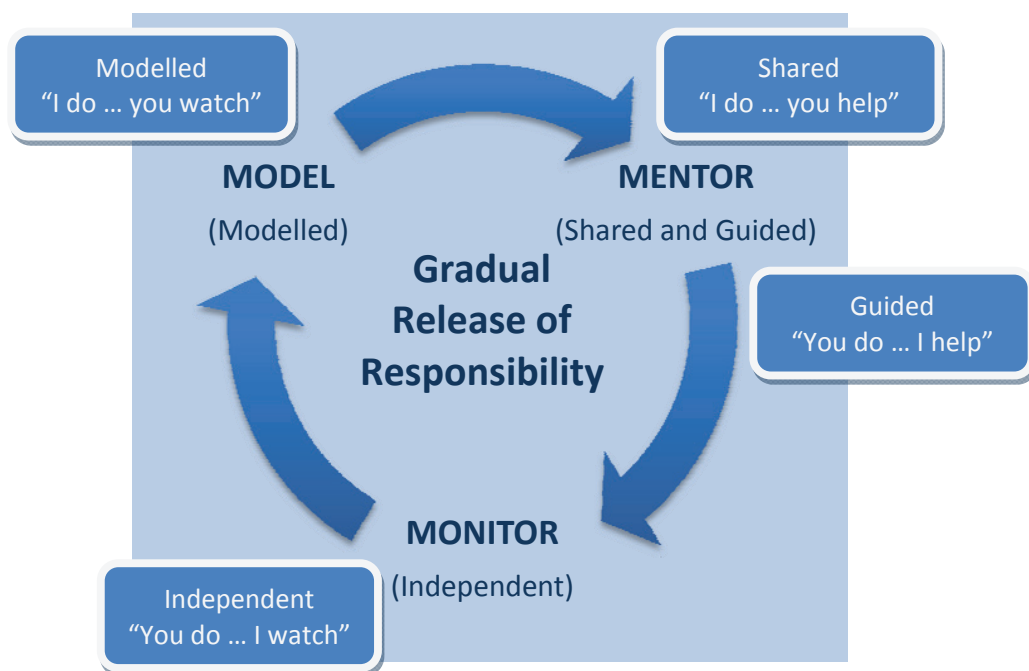 Modelled
“I do … you watch”
Shared
“I do … you help”
MODEL
(Modelled)
MENTOR
(Shared and Guided)
Gradual
Release of
Responsibility
Guided
“You do … I help”
MONITOR
(Independent)
Independent
“You do … I watch”